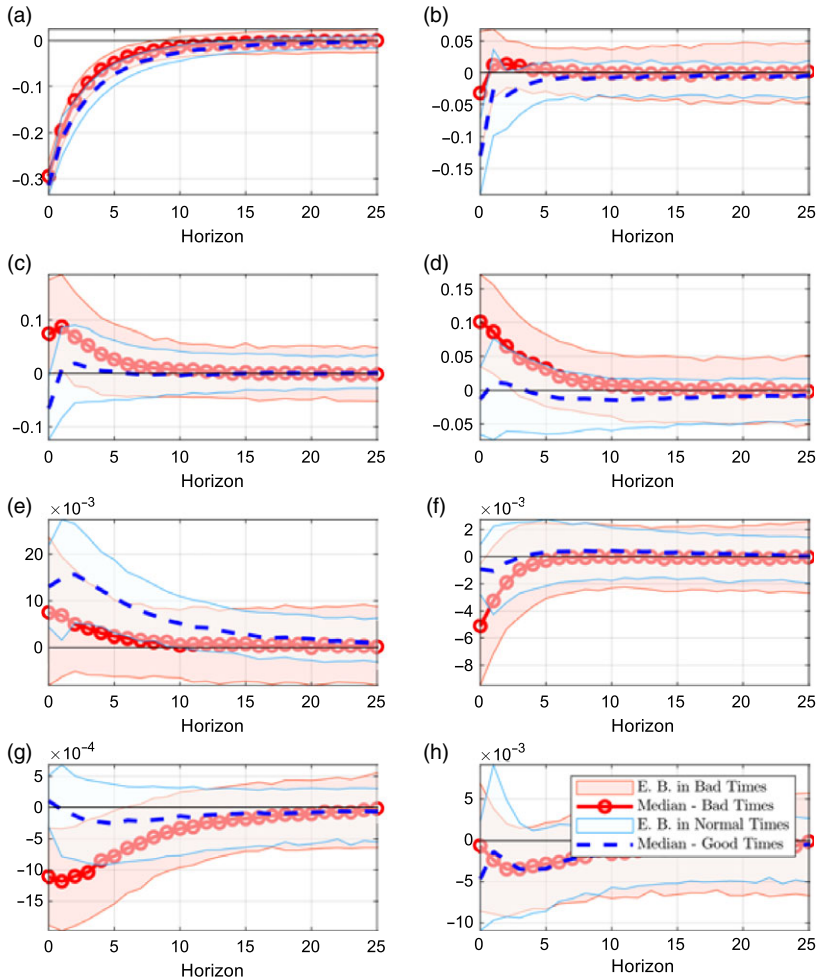 (a)
0
−0.1
−0.2
−0.3
0 5 10 15 20 25
Horizon
(b)
0.05
0
−0.05
−0.1
−0.15
0 5 10 15 20 25
Horizon
(c)
0.1
0
−0.1
0 5 10 15 20 25
Horizon
(d)
0.15
0.1
0.05
0
−0.05
0 5 10 15 20 25
Horizon
(e)
×10−3
20
10
0
0 5 10 15 20 25
Horizon
(f)
×10−3
2
0
−2
−4
−6
−8
0 5 10 15 20 25
Horizon
(g)
×10−4
5
0
−5
−10
−15
0 5 10 15 20 25
Horizon
(h)
×10−3
5
0
−5
−10
0 5 10 15 20 25
Horizon
E. B. in Bad Times
Median - Bad Times
E. B. in Normal Times
Median - Good Times